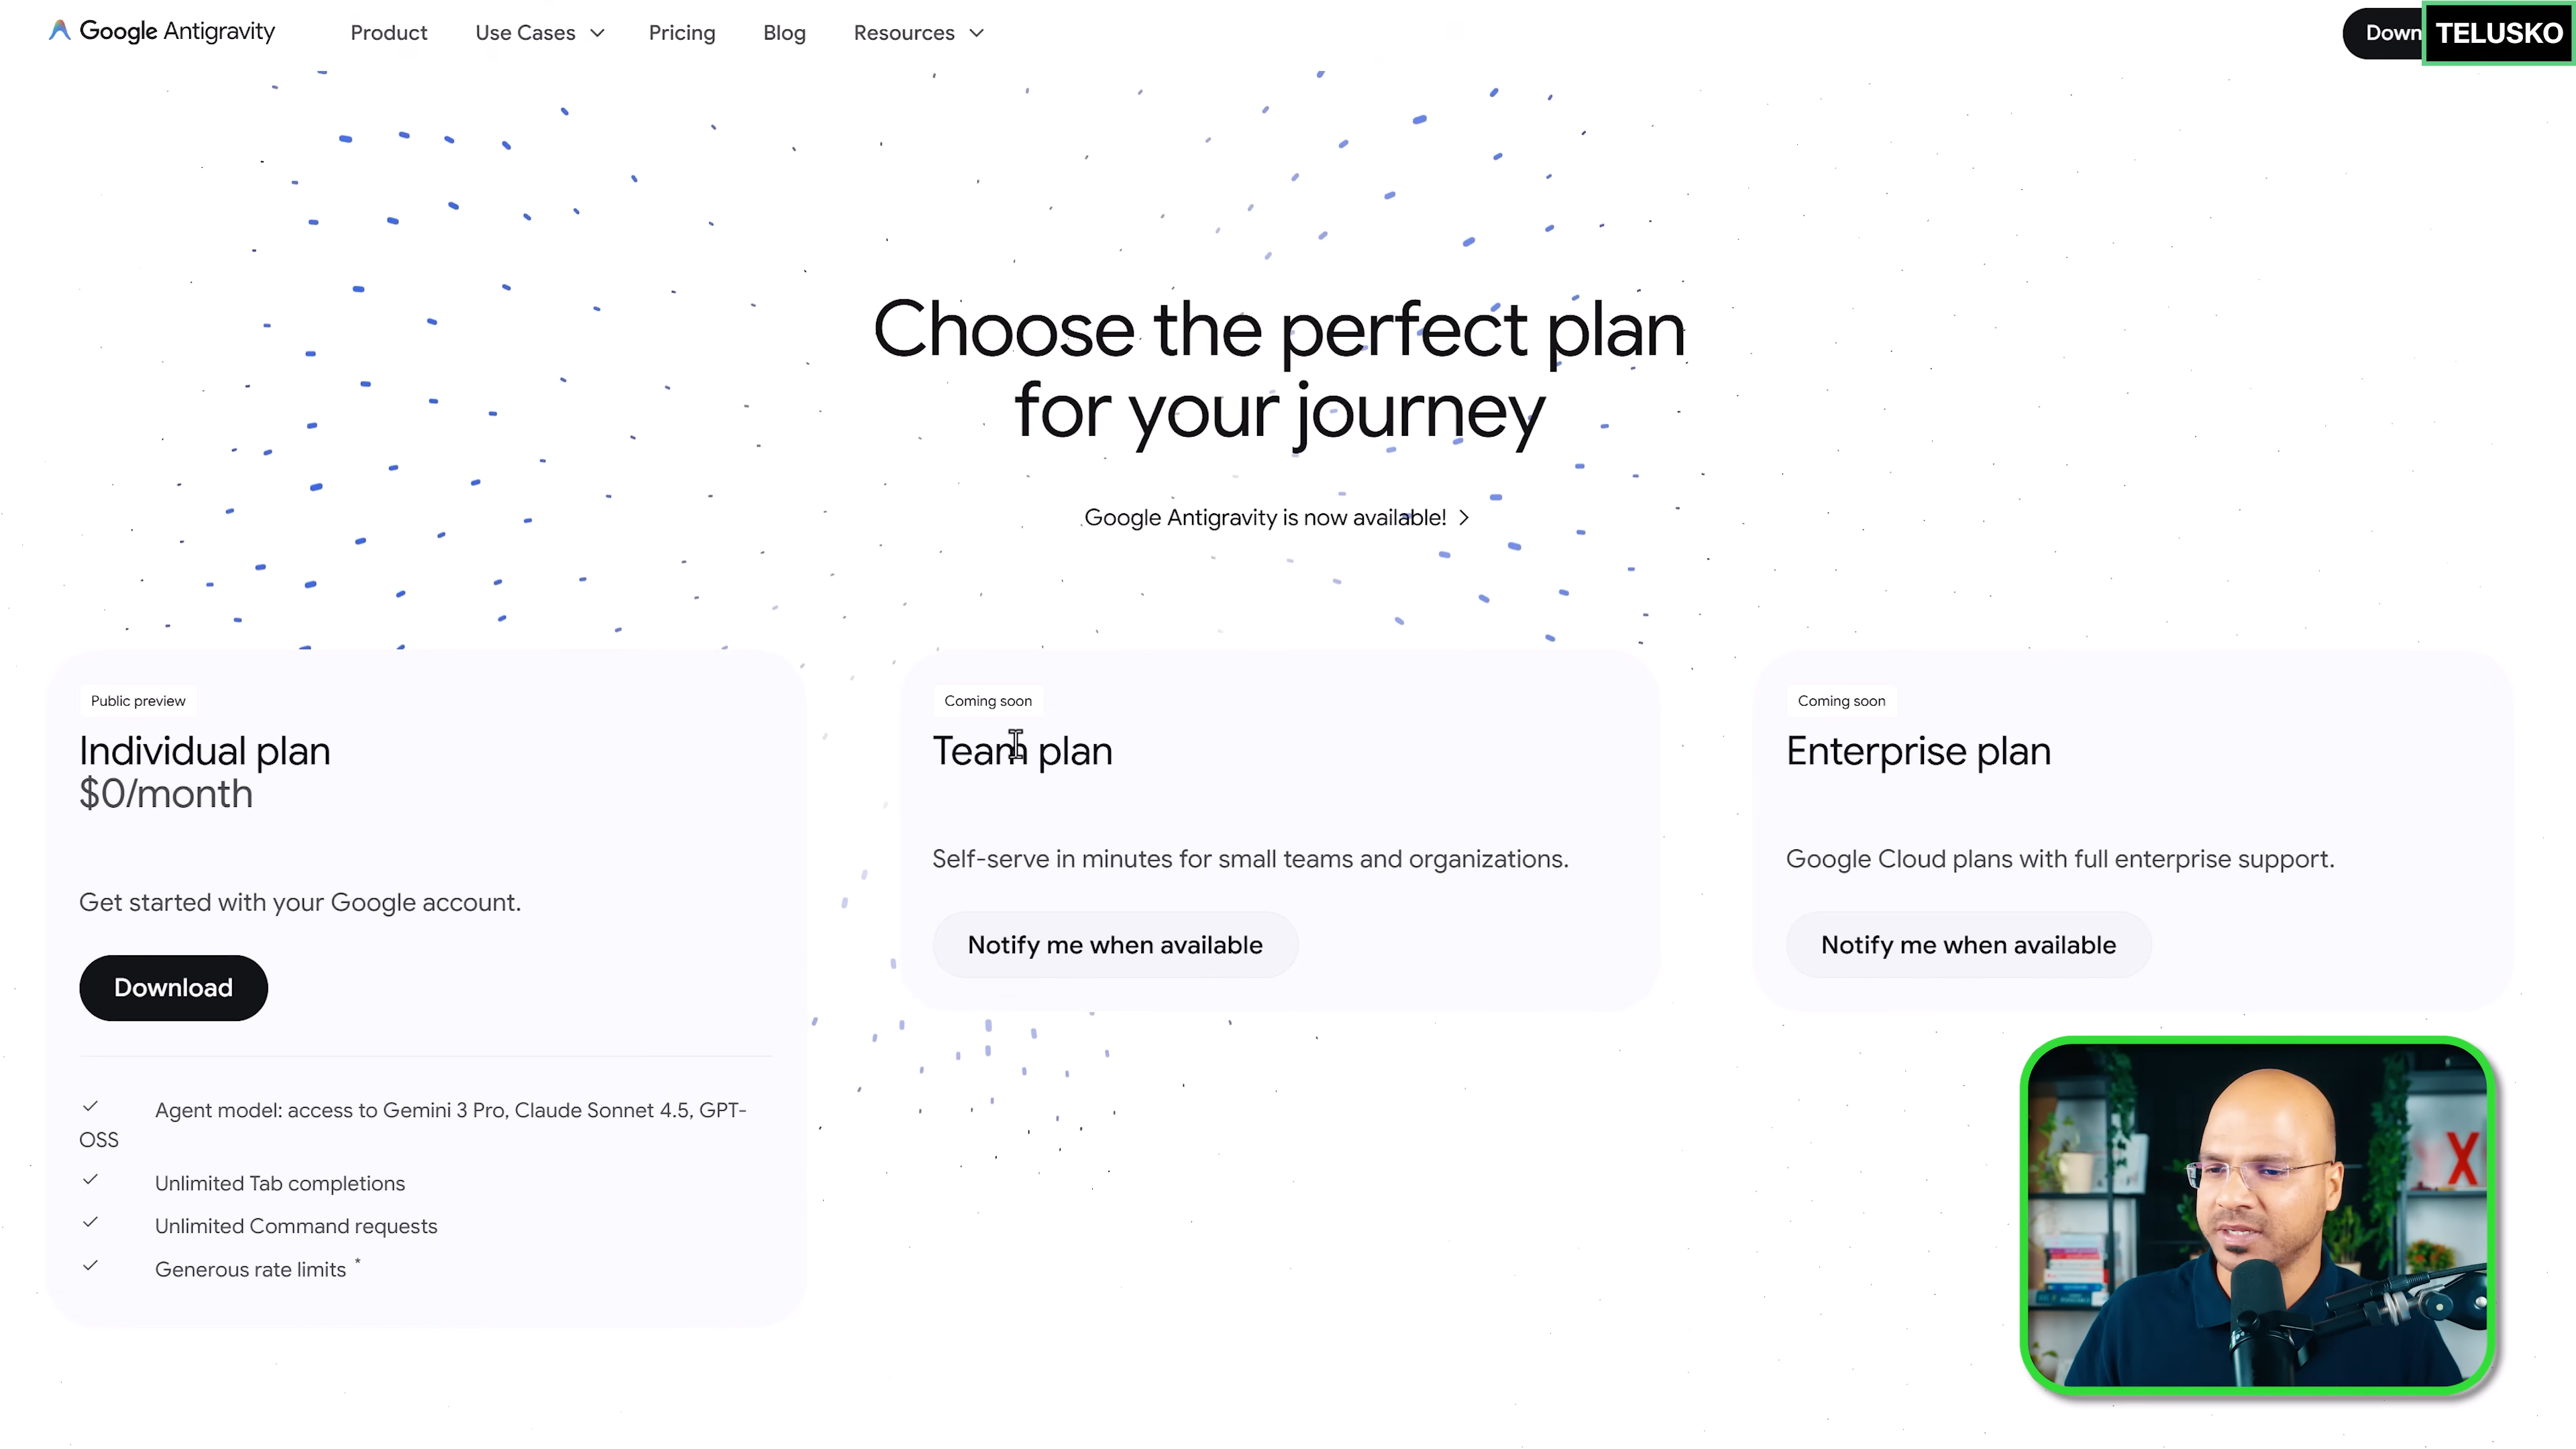 Google Antigravity
Product
Use Cases
Pricing
Blog
Resources
Down
TELUSKO
Choose the perfect plan
for your journey
Google Antigravity is now available!
Public preview
Individual plan
$0/month
Get started with your Google account.
Download
Agent model: access to Gemini 3 Pro, Claude Sonnet 4.5, GPT-
OSS
Unlimited Tab completions
Unlimited Command requests
Generous rate limits *
Coming soon
Team plan
Self-serve in minutes for small teams and organizations.
Notify me when available
Coming soon
Enterprise plan
Google Cloud plans with full enterprise support.
Notify me when available